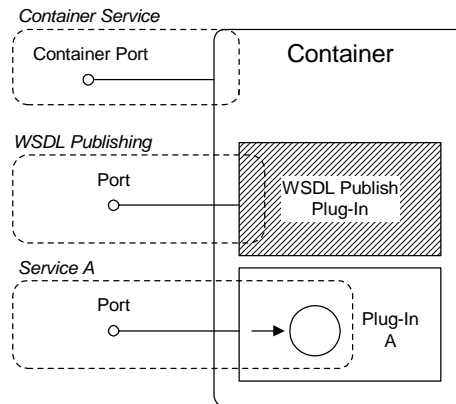 Container Service
Container Port
Container
WSDL Publishing
Port
WSDL Publish
Plug-In
Service A
Port
Plug-In
A